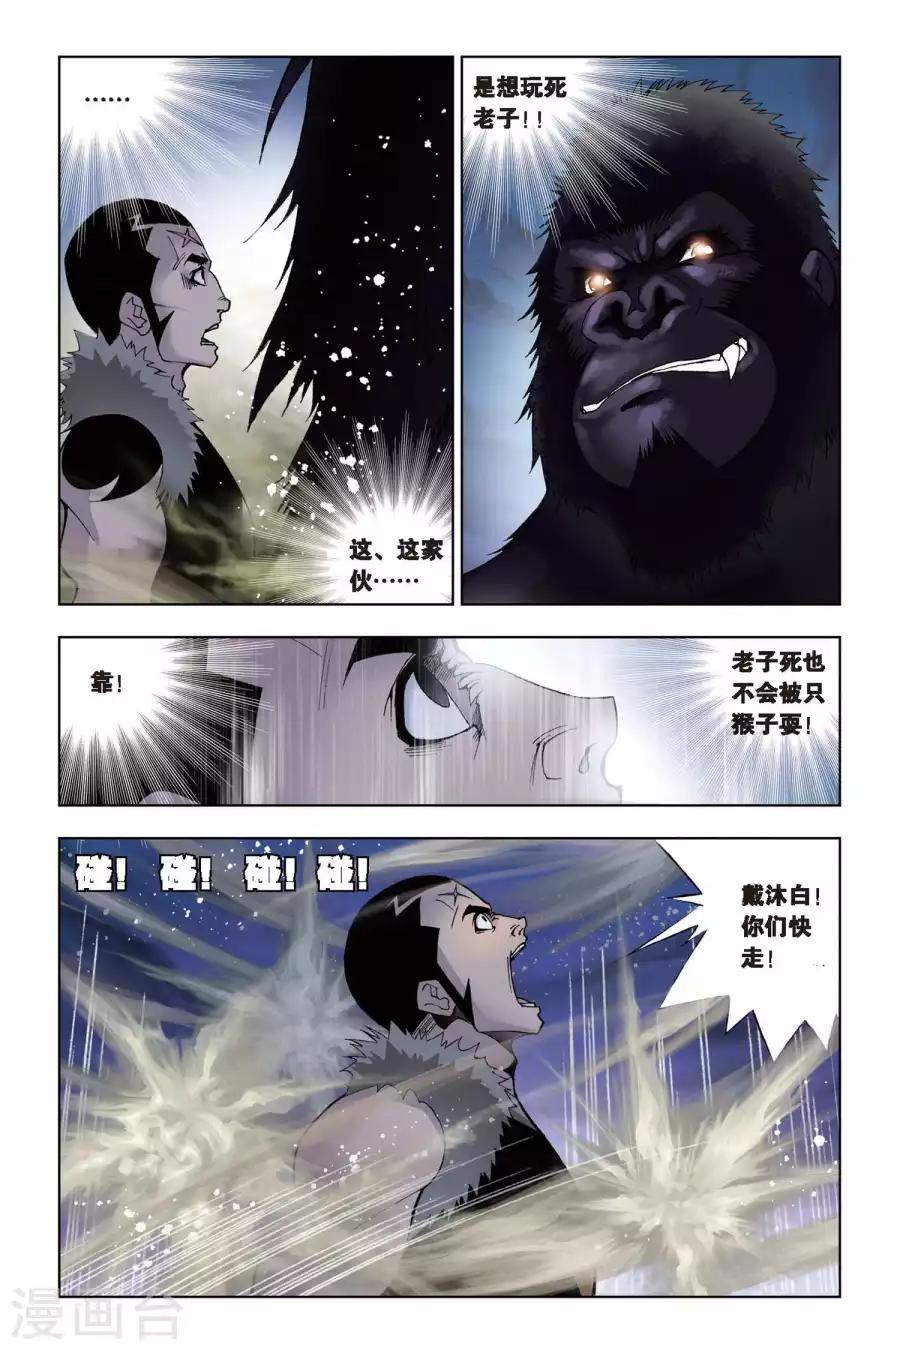 ……
这、这家
伙……
是想玩死
老子!!
靠!
老子死也
不会被只
猴子耍!
碰! 碰! 碰! 碰!
戴沐白!
你们快
走!
漫画台